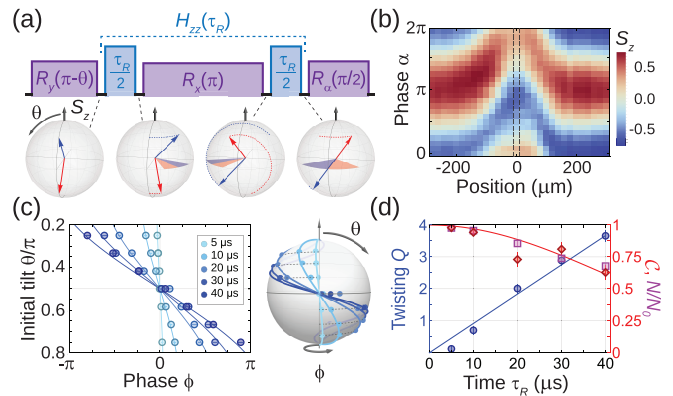 (a)
H_zz(τ_R)
R_y(π-θ)
τ_R/2
R_x(π)
τ_R/2
R_α(π/2)
θ
S_z
(b)
Phase α
2π
π
0
-200
0
200
Position (μm)
S_z
0.5
0
-0.5
(c)
Initial tilt θ/π
0.2
0.4
0.6
0.8
-π
0
π
Phase ϕ
5 μs
10 μs
20 μs
30 μs
40 μs
θ
ϕ
(d)
Twisting Q
4
3
2
1
0
10
20
30
40
Time τ_R (μs)
1
0.75
0.5
0.25
0
C, N/N_0